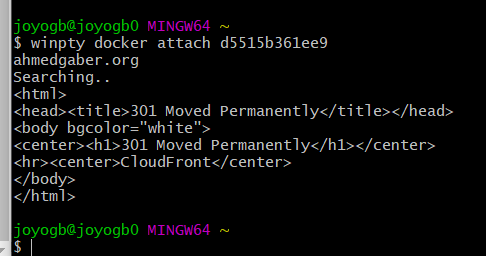 joyogb@joyogb0 MINGW64 ~
$ winpty docker attach d5515b361ee9
ahmedgaber.org
Searching..
<html>
<head><title>301 Moved Permanently</title></head>
<body bgcolor="white">
<center><h1>301 Moved Permanently</h1></center>
<hr><center>CloudFront</center>
</body>
</html>
joyogb@joyogb0 MINGW64 ~
$